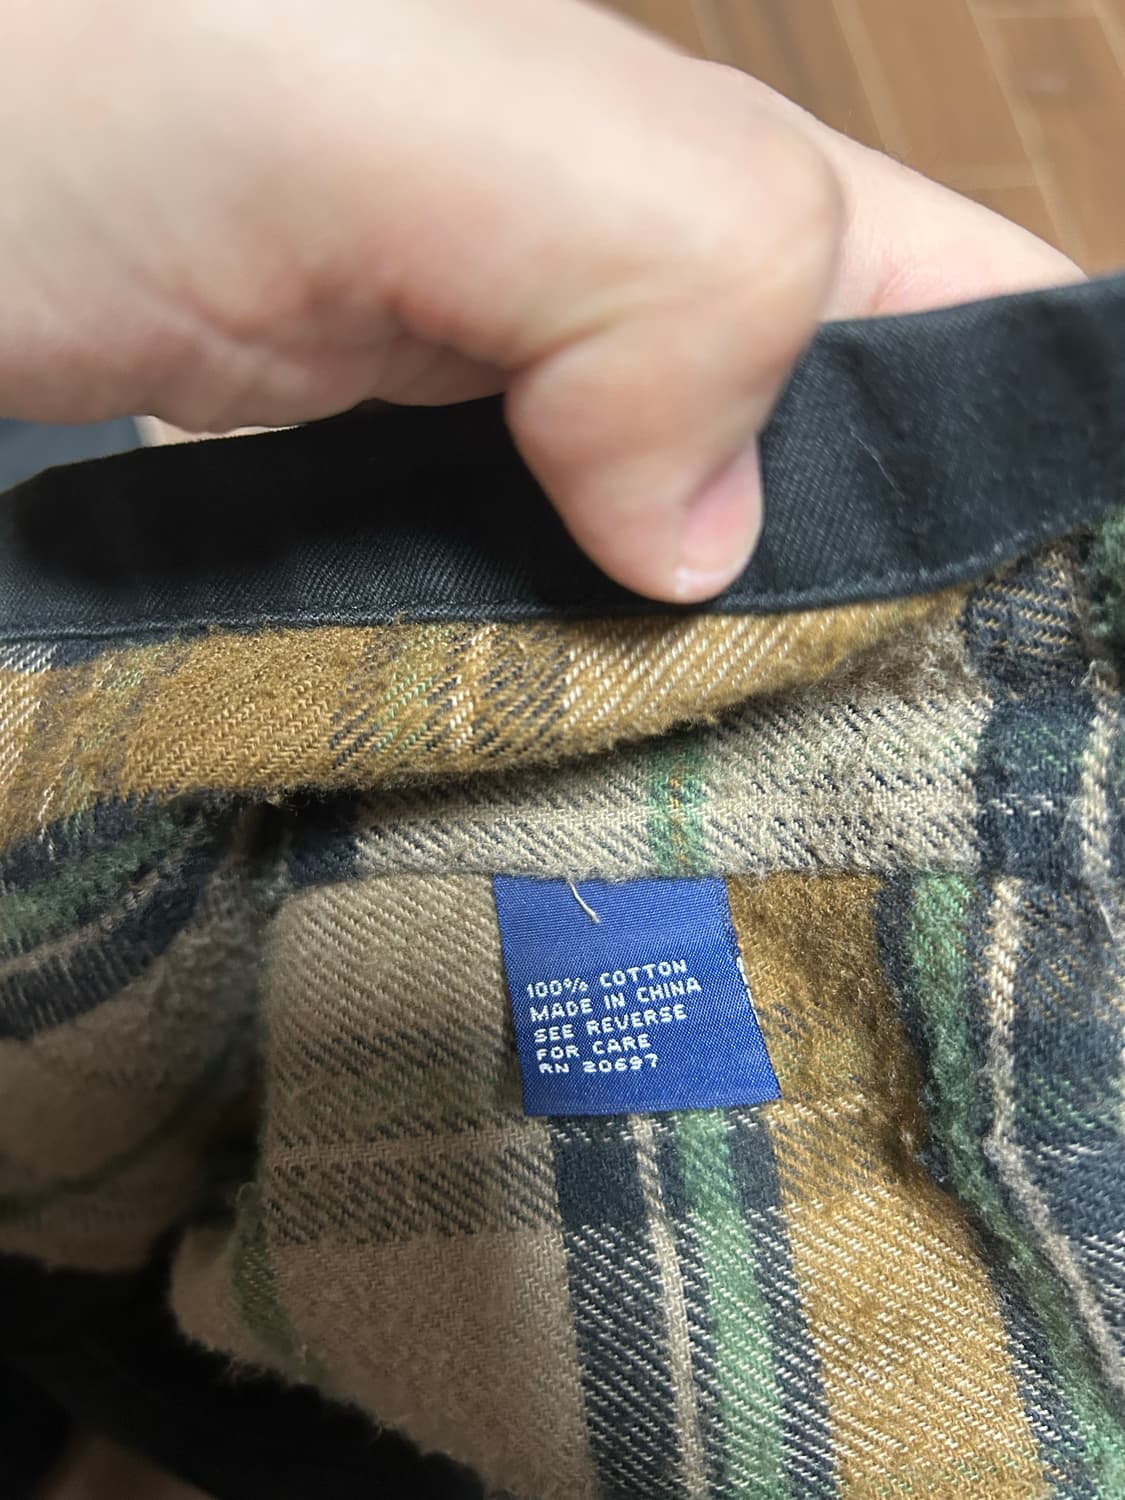 100% COTTON
MADE IN CHINA
SEE REVERSE
FOR CARE
RN 20697